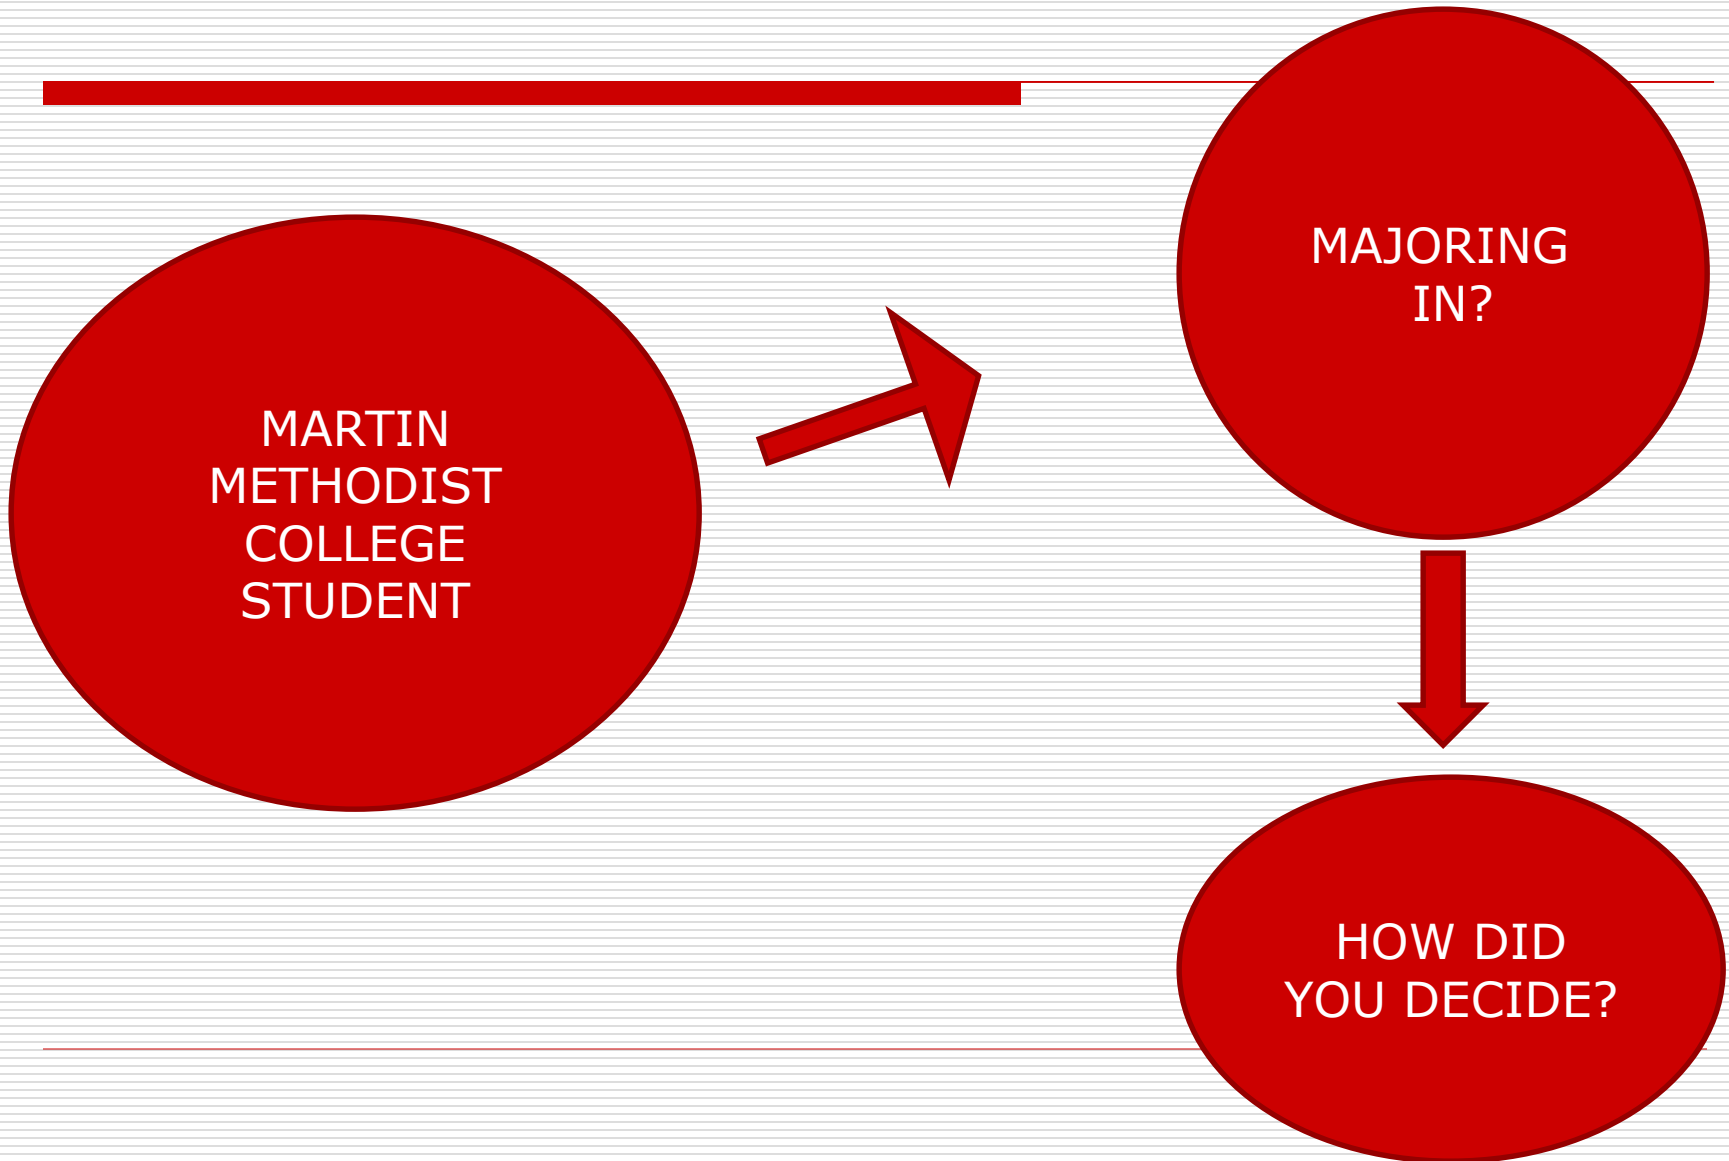 MARTIN
METHODIST
COLLEGE
STUDENT
MAJORING
IN?
HOW DID
YOU DECIDE?